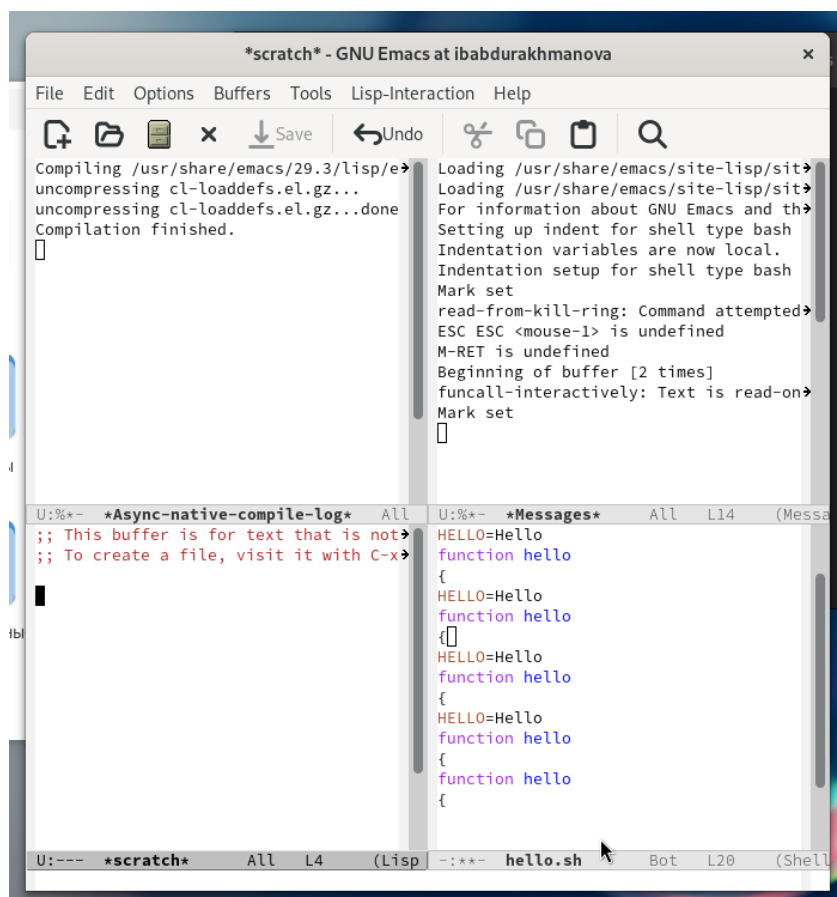 *scratch* - GNU Emacs at ibabdurakhmanova
File Edit Options Buffers Tools Lisp-Interaction Help
Save Undo
Compiling /usr/share/emacs/29.3/lisp/e
uncompressing cl-loaddefs.el.gz...
uncompressing cl-loaddefs.el.gz...done
Compilation finished.
U:%*- *Async-native-compile-log* All
Loading /usr/share/emacs/site-lisp/sit
Loading /usr/share/emacs/site-lisp/sit
For information about GNU Emacs and th
Setting up indent for shell type bash
Indentation variables are now local.
Indentation setup for shell type bash
Mark set
read-from-kill-ring: Command attempted
ESC ESC <mouse-1> is undefined
M-RET is undefined
Beginning of buffer [2 times]
funcall-interactively: Text is read-on
Mark set
U:%*- *Messages* All L14 (Messa
;; This buffer is for text that is not
;; To create a file, visit it with C-x
U:--- *scratch* All L4 (Lisp
HELLO=Hello
function hello
{
HELLO=Hello
function hello
{
HELLO=Hello
function hello
{
HELLO=Hello
function hello
{
function hello
{
-:**- hello.sh Bot L20 (Shell